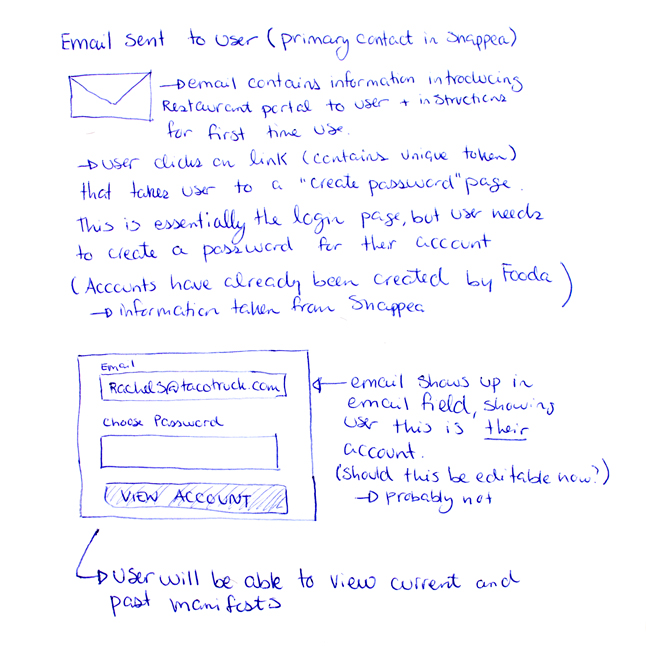 Email sent to user (primary contact in Snappea)
→ email contains information introducing
Restaurant portal to user + instructions
for first time use.
→ user clicks on link (contains unique token)
that takes user to a "create password" page.
This is essentially the login page, but user needs
to create a password for their account
(Accounts have already been created by Fooda)
→ information taken from Snappea
Email
RachelS@tacotruck.com
Choose Password
VIEW ACCOUNT
← email shows up in
email field, showing
user this is their
account.
(should this be editable now?)
→ Probably not
→ user will be able to view current and
past manifests